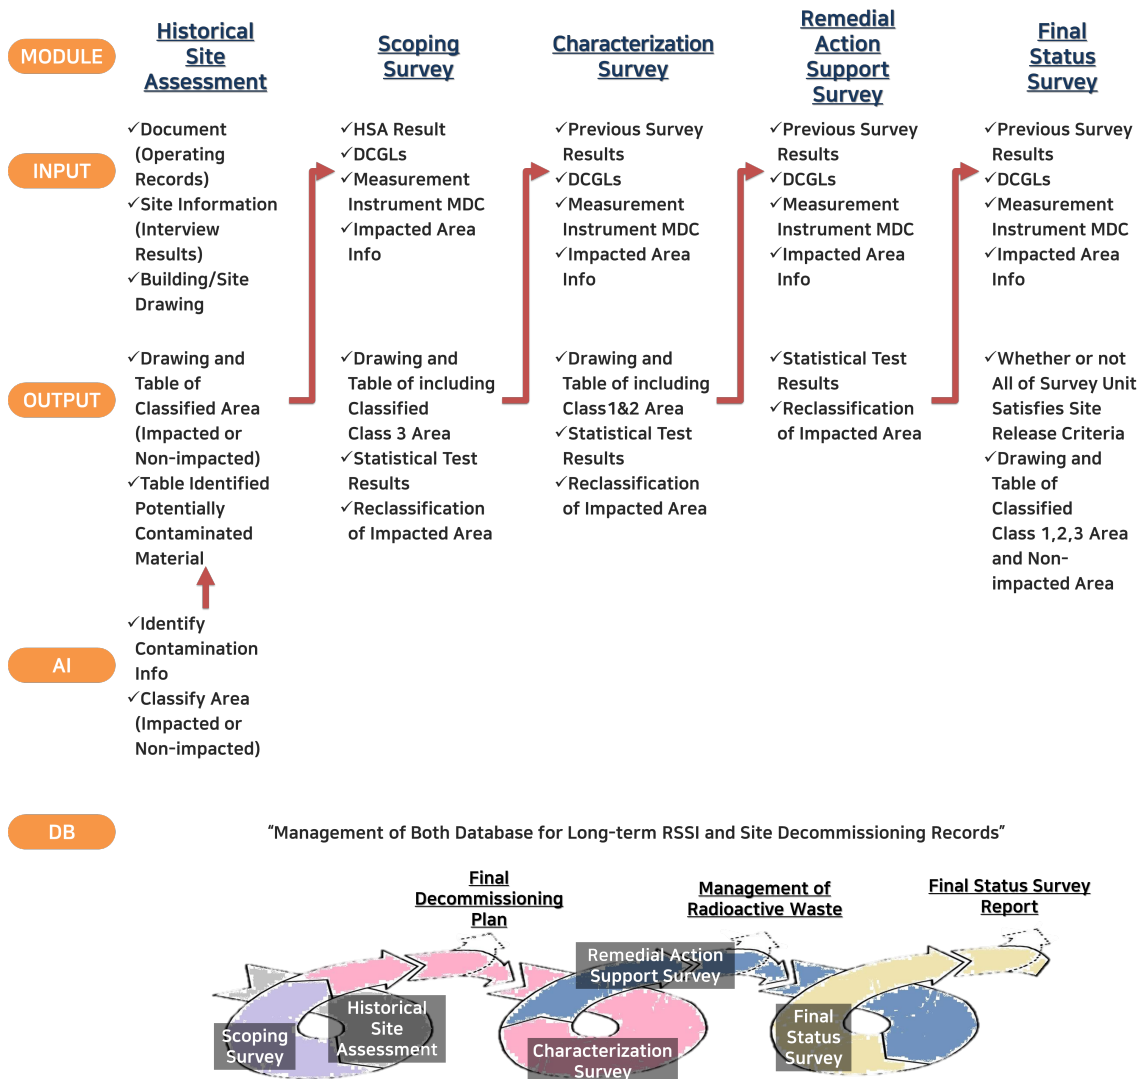 MODULE
Historical
Site
Assessment
Scoping
Survey
Characterization
Survey
Remedial
Action
Support
Survey
Final
Status
Survey
INPUT
✓Document
(Operating
Records)
✓Site Information
(Interview
Results)
✓Building/Site
Drawing
✓HSA Result
✓DCGLs
✓Measurement
Instrument MDC
✓Impacted Area
Info
✓Previous Survey
Results
✓DCGLs
✓Measurement
Instrument MDC
✓Impacted Area
Info
✓Previous Survey
Results
✓DCGLs
✓Measurement
Instrument MDC
✓Impacted Area
Info
✓Previous Survey
Results
✓DCGLs
✓Measurement
Instrument MDC
✓Impacted Area
Info
OUTPUT
✓Drawing and
Table of
Classified Area
(Impacted or
Non-impacted)
✓Table Identified
Potentially
Contaminated
Material
✓Drawing and
Table of including
Classified
Class 3 Area
✓Statistical Test
Results
✓Reclassification
of Impacted Area
✓Drawing and
Table of including
Class1&2 Area
✓Statistical Test
Results
✓Reclassification
of Impacted Area
✓Statistical Test
Results
✓Reclassification
of Impacted Area
✓Whether or not
All of Survey Unit
Satisfies Site
Release Criteria
✓Drawing and
Table of
Classified
Class 1,2,3 Area
and Non-
impacted Area
AI
✓Identify
Contamination
Info
✓Classify Area
(Impacted or
Non-impacted)
DB
“Management of Both Database for Long-term RSSI and Site Decommissioning Records”
Final
Decommissioning
Plan
Management of
Radioactive Waste
Final Status Survey
Report
Scoping
Survey
Historical
Site
Assessment
Remedial Action
Support Survey
Characterization
Survey
Final
Status
Survey